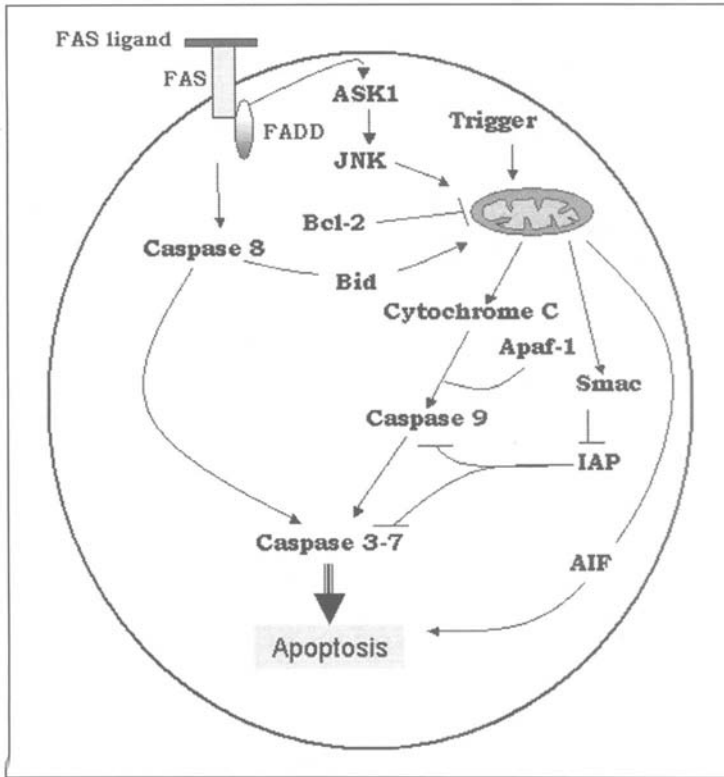 FAS ligand
FAS
FADD
ASK1
JNK
Trigger
Bcl-2
Caspase 8
Bid
Cytochrome C
Apaf-1
Smac
Caspase 9
IAP
Caspase 3-7
AIF
Apoptosis